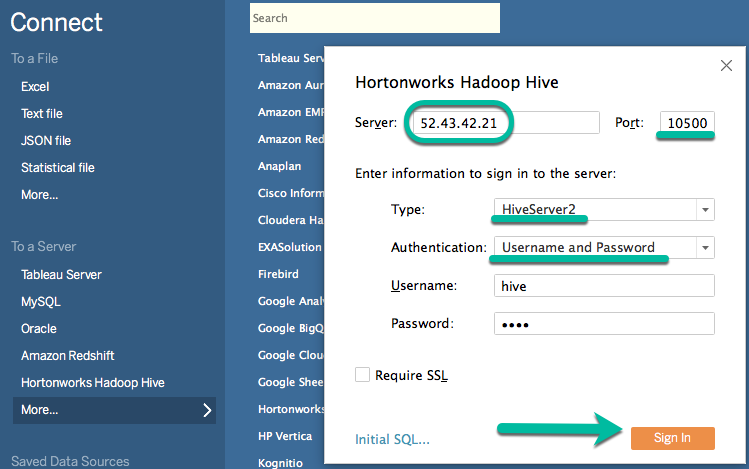 Connect
To a File
Excel
Text file
JSON file
Statistical file
More...
To a Server
Tableau Server
MySQL
Oracle
Amazon Redshift
Hortonworks Hadoop Hive
More...
Saved Data Sources
Search
Tableau Serv
Amazon Aur
Amazon EMR
Amazon Red
Anaplan
Cisco Inform
Cloudera Ha
EXASolution
Firebird
Google Analy
Google BigQ
Google Cloud
Google Shee
Hortonworks
HP Vertica
Kognitio
Hortonworks Hadoop Hive
Server: 52.43.42.21 Port: 10500
Enter information to sign in to the server:
Type: HiveServer2
Authentication: Username and Password
Username: hive
Password: ••••
Require SSL
Initial SQL... Sign In